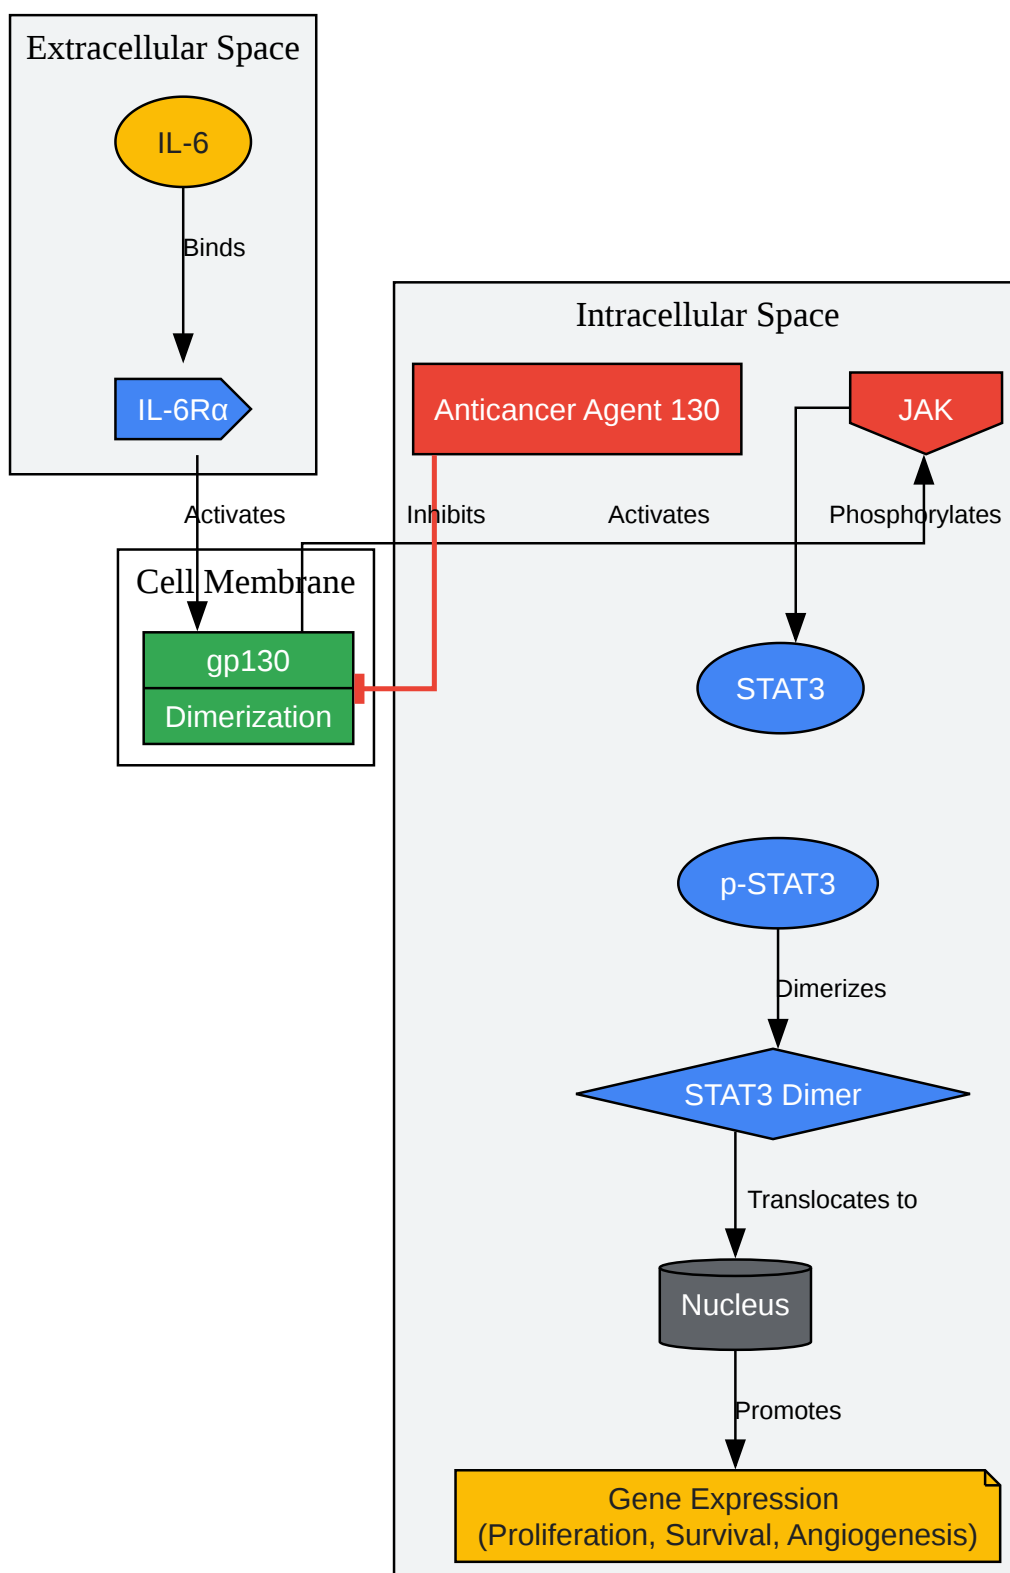 Extracellular Space
IL-6
Binds
Intracellular Space
IL-6Rα
Anticancer Agent 130
JAK
Activates
Inhibits
Activates
Phosphorylates
Cell Membrane
gp130
Dimerization
STAT3
p-STAT3
Dimerizes
STAT3 Dimer
Translocates to
Nucleus
Promotes
Gene Expression
(Proliferation, Survival, Angiogenesis)